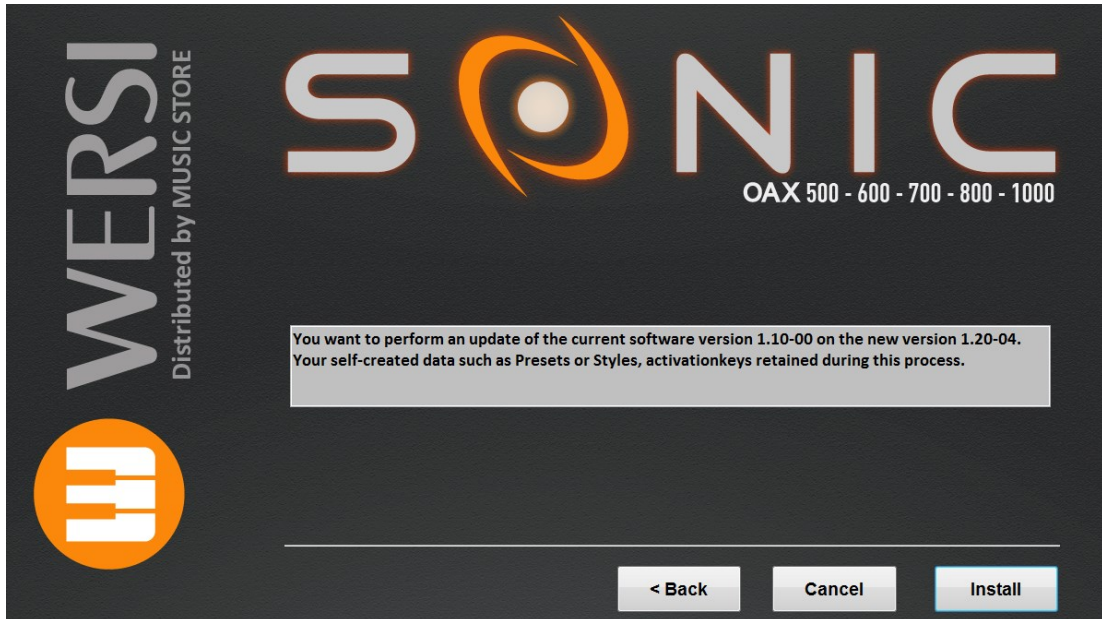 WERSI
Distributed by MUSIC STORE
SONIC
OAX 500 - 600 - 700 - 800 - 1000
You want to perform an update of the current software version 1.10-00 on the new version 1.20-04.
Your self-created data such as Presets or Styles, activationkeys retained during this process.
< Back
Cancel
Install